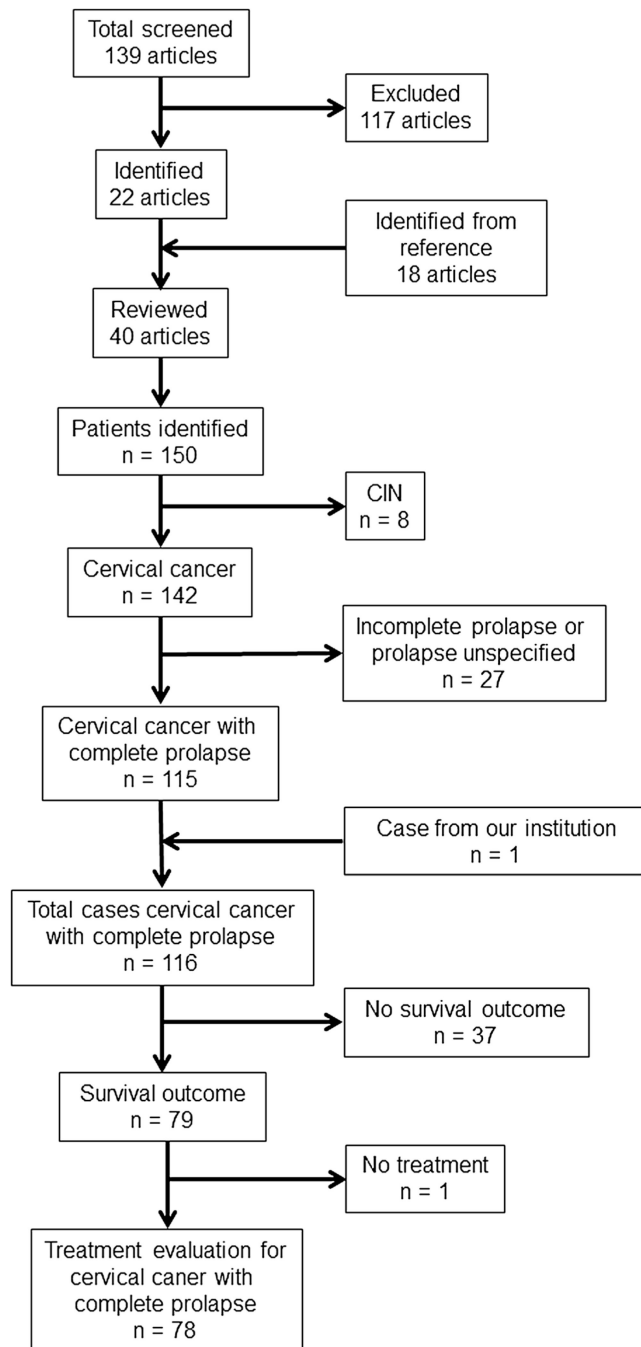 Total screened
139 articles
Excluded
117 articles
Identified
22 articles
Identified from
reference
18 articles
Reviewed
40 articles
Patients identified
n = 150
CIN
n = 8
Cervical cancer
n = 142
Incomplete prolapse or
prolapse unspecified
n = 27
Cervical cancer with
complete prolapse
n = 115
Case from our institution
n = 1
Total cases cervical cancer
with complete prolapse
n = 116
No survival outcome
n = 37
Survival outcome
n = 79
No treatment
n = 1
Treatment evaluation for
cervical caner with
complete prolapse
n = 78